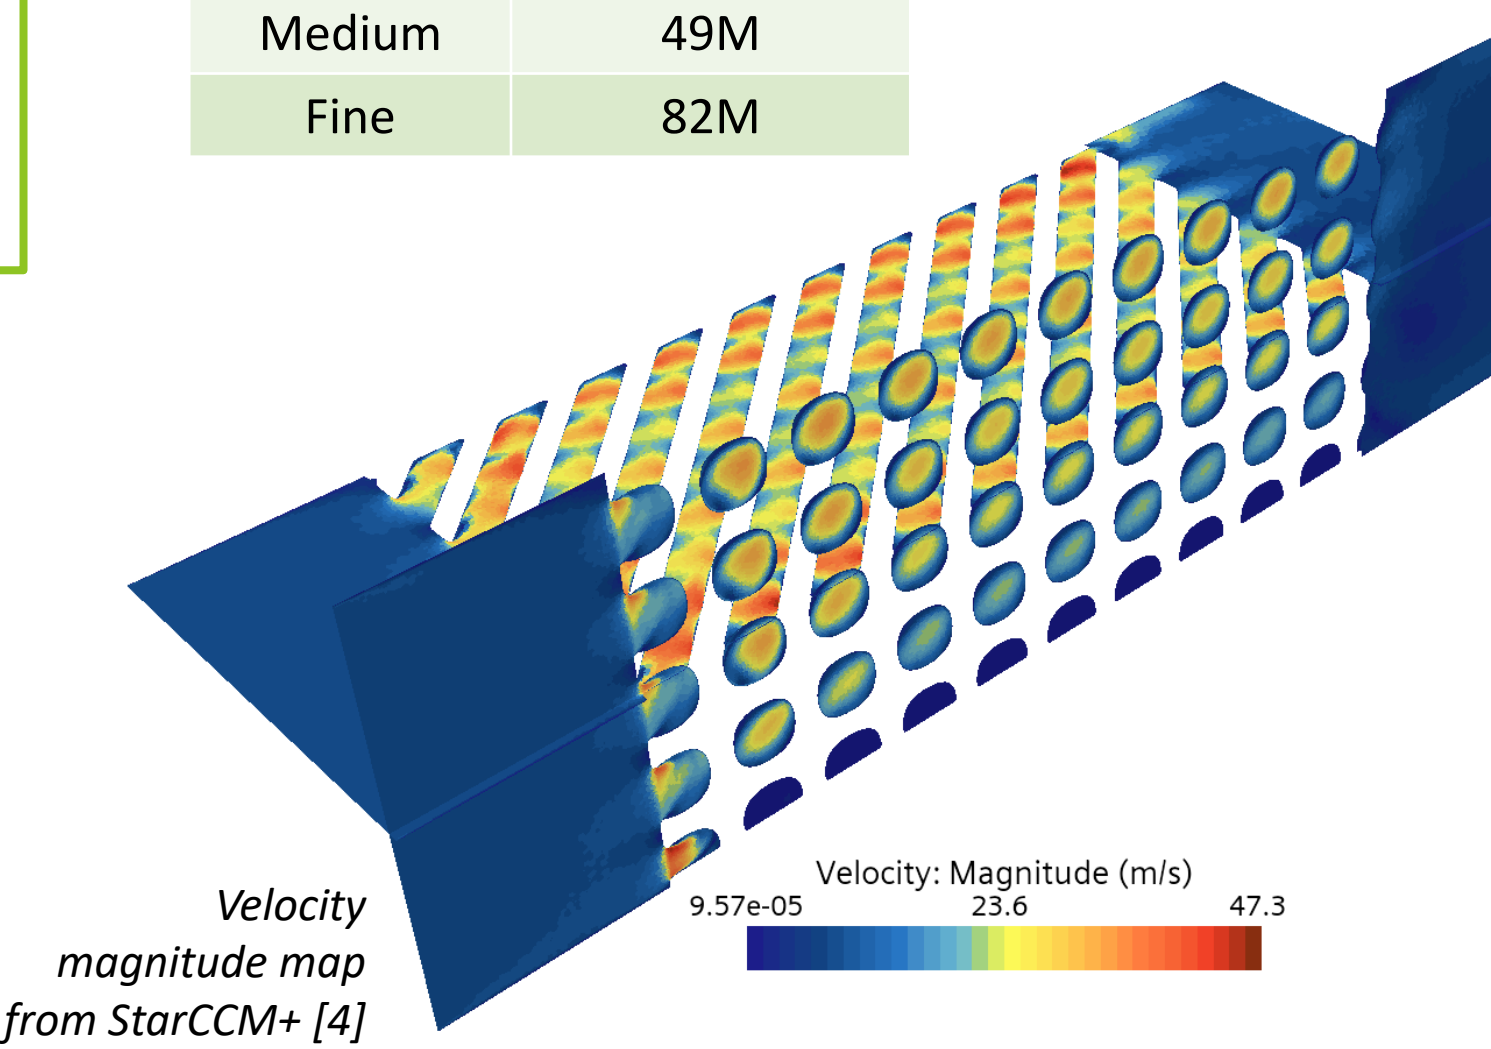 Medium 49M
Fine 82M
Velocity: Magnitude (m/s)
9.57e-05 23.6 47.3
Velocity
magnitude map
from StarCCM+ [4]